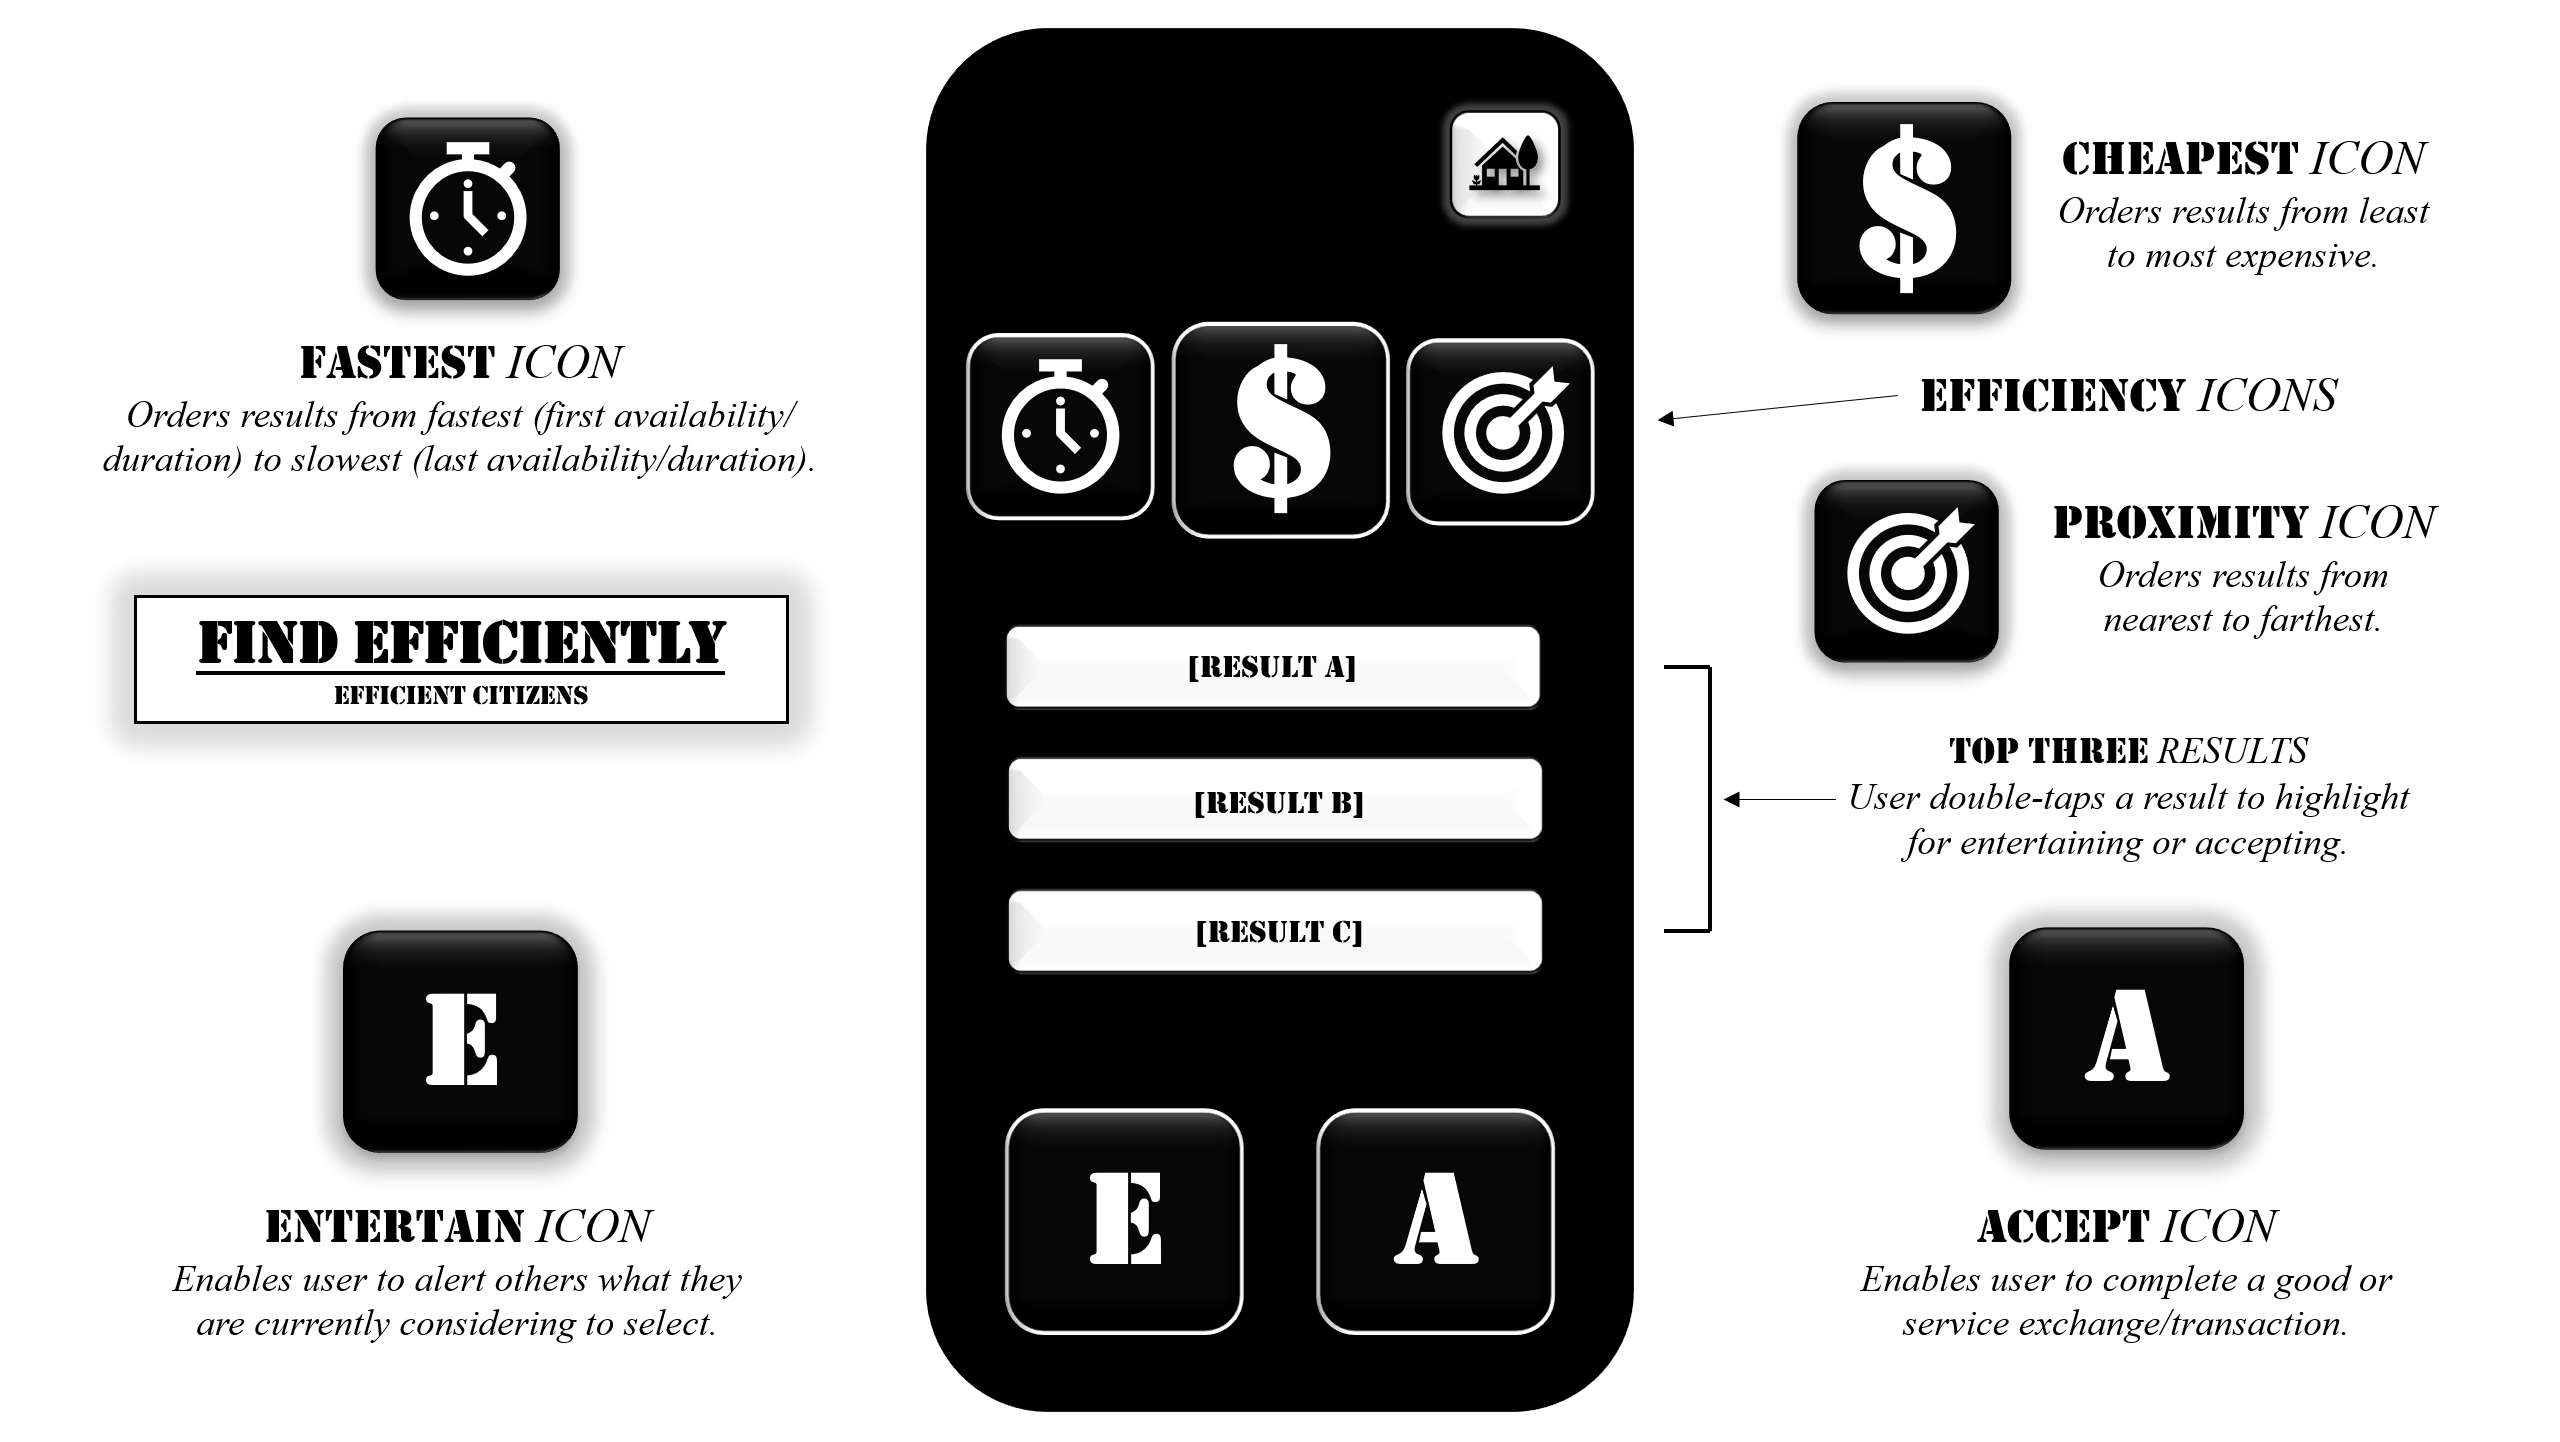 FASTEST ICON
Orders results from fastest (first availability/
duration) to slowest (last availability/duration).
FIND EFFICIENTLY
EFFICIENT CITIZENS
E
ENTERTAIN ICON
Enables user to alert others what they
are currently considering to select.
$
[RESULT A]
[RESULT B]
[RESULT C]
E A
$
CHEAPEST ICON
Orders results from least
to most expensive.
EFFICIENCY ICONS
PROXIMITY ICON
Orders results from
nearest to farthest.
TOP THREE RESULTS
User double-taps a result to highlight
for entertaining or accepting.
A
ACCEPT ICON
Enables user to complete a good or
service exchange/transaction.